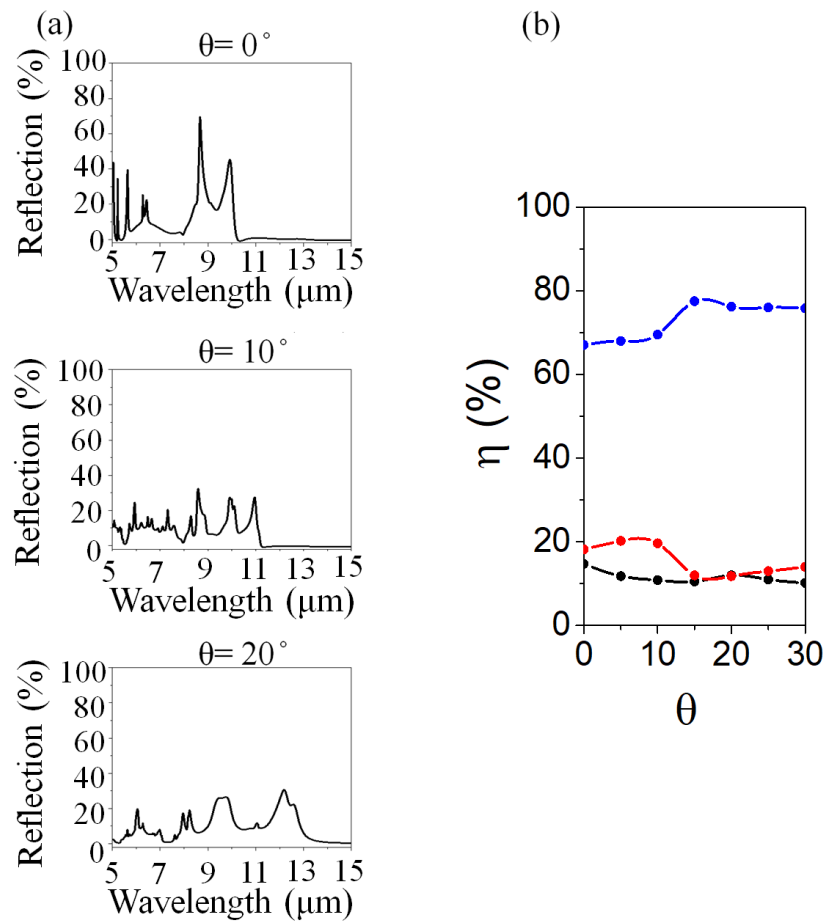 (a)
θ= 0°
Reflection (%)
100
80
60
40
20
0
5 7 9 11 13 15
Wavelength (μm)
θ= 10°
Reflection (%)
100
80
60
40
20
0
5 7 9 11 13 15
Wavelength (μm)
θ= 20°
Reflection (%)
100
80
60
40
20
0
5 7 9 11 13 15
Wavelength (μm)
(b)
η (%)
100
80
60
40
20
0
0 10 20 30
θ